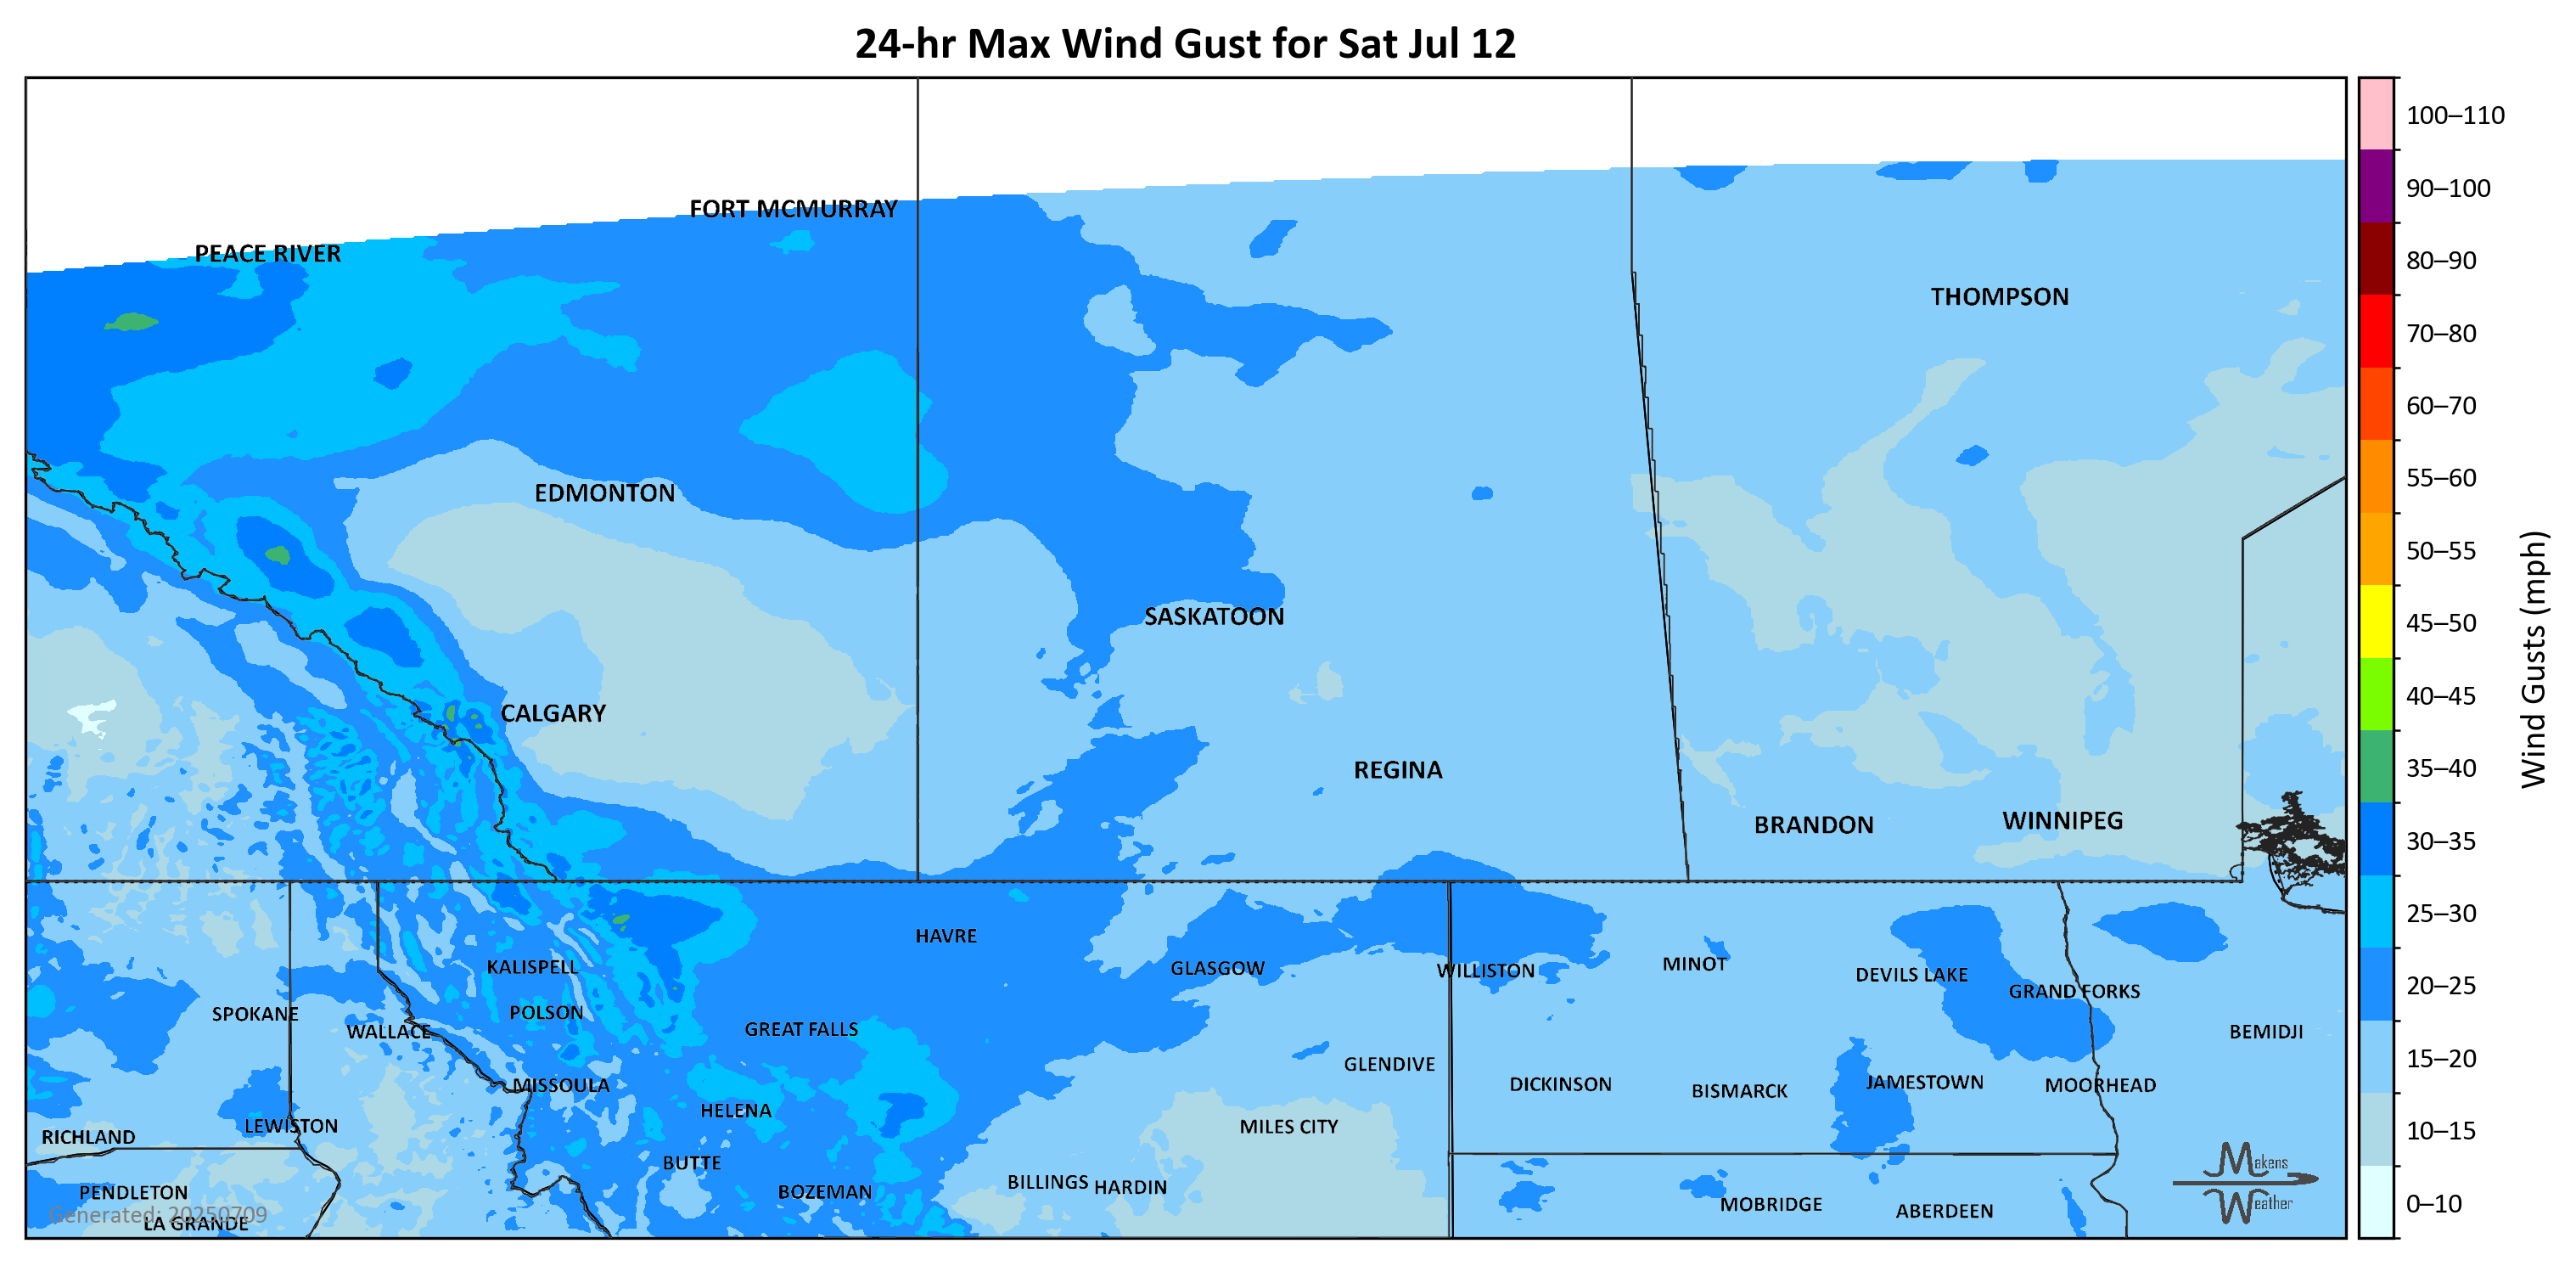 24-hr Max Wind Gust for Sat Jul 12
100–110
90–100
80–90
70–80
60–70
55–60
50–55
45–50
40–45
35–40
30–35
25–30
20–25
15–20
10–15
0–10
Wind Gusts (mph)
FORT MCMURRAY
PEACE RIVER
THOMPSON
EDMONTON
SASKATOON
CALGARY
REGINA
BRANDON
WINNIPEG
HAVRE
KALISPELL
GLASGOW
WILLISTON
MINOT
DEVILS LAKE
GRAND FORKS
SPOKANE
POLSON
WALLACE
GREAT FALLS
BEMIDJI
GLENDIVE
MISSOULA
DICKINSON
BISMARCK
JAMESTOWN
MOORHEAD
HELENA
LEWISTON
MILES CITY
RICHLAND
BUTTE
BOZEMAN
BILLINGS
HARDIN
PENDLETON
MOBRIDGE
ABERDEEN
Generated: 20250709
LA GRANDE
Makens
Weather